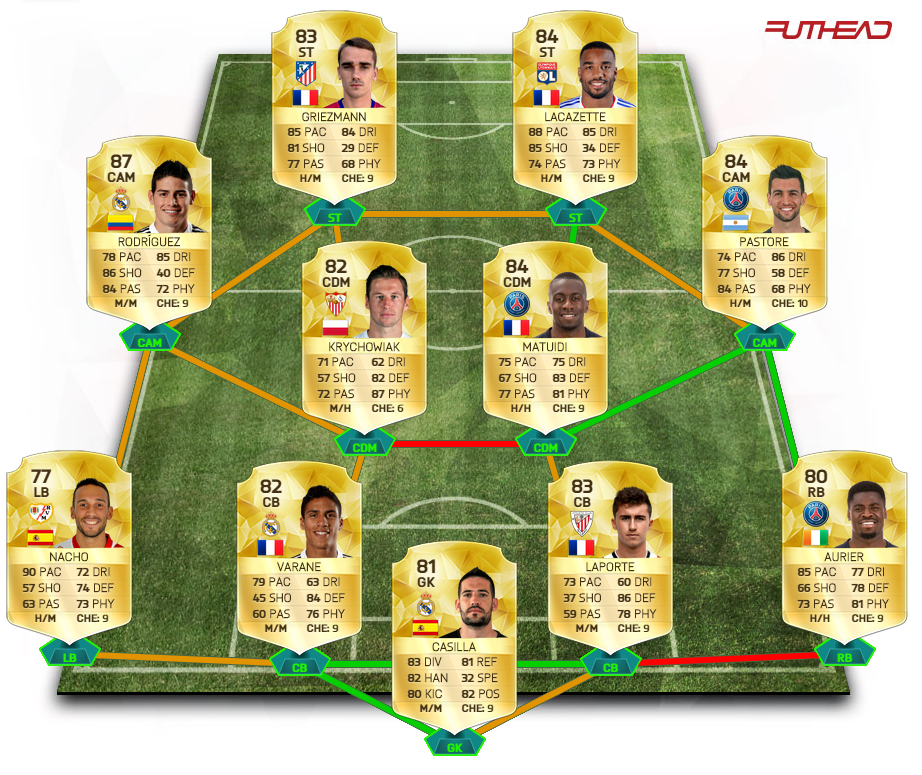 FUTHEAD
83
ST
GRIEZMANN
85 PAC 84 DRI
81 SHO 29 DEF
77 PAS 68 PHY
H/M CHE: 9
84
ST
OLYMPIQUE LYONNAIS
OL
LACAZETTE
88 PAC 85 DRI
85 SHO 34 DEF
74 PAS 73 PHY
H/M CHE: 9
87
CAM
RODRÍGUEZ
78 PAC 85 DRI
86 SHO 40 DEF
84 PAS 72 PHY
M/M CHE: 9
84
CAM
PARIS
PASTORE
74 PAC 86 DRI
77 SHO 58 DEF
84 PAS 68 PHY
H/M CHE: 10
ST
ST
82
CDM
KRYCHOWIAK
71 PAC 62 DRI
57 SHO 82 DEF
72 PAS 87 PHY
M/H CHE: 6
84
CDM
PARIS
MATUIDI
75 PAC 75 DRI
67 SHO 83 DEF
77 PAS 81 PHY
H/H CHE: 9
CAM
CAM
CDM
CDM
77
LB
RVM
NACHO
90 PAC 72 DRI
57 SHO 74 DEF
63 PAS 73 PHY
H/M CHE: 9
82
CB
VARANE
79 PAC 63 DRI
45 SHO 84 DEF
60 PAS 76 PHY
M/M CHE: 9
83
CB
LAPORTE
73 PAC 60 DRI
37 SHO 86 DEF
59 PAS 78 PHY
M/M CHE: 9
80
RB
PARIS
AURIER
85 PAC 77 DRI
66 SHO 78 DEF
73 PAS 81 PHY
H/H CHE: 9
81
GK
CASILLA
83 DIV 81 REF
82 HAN 32 SPE
80 KIC 82 POS
M/M CHE: 9
LB
CB
CB
RB
GK